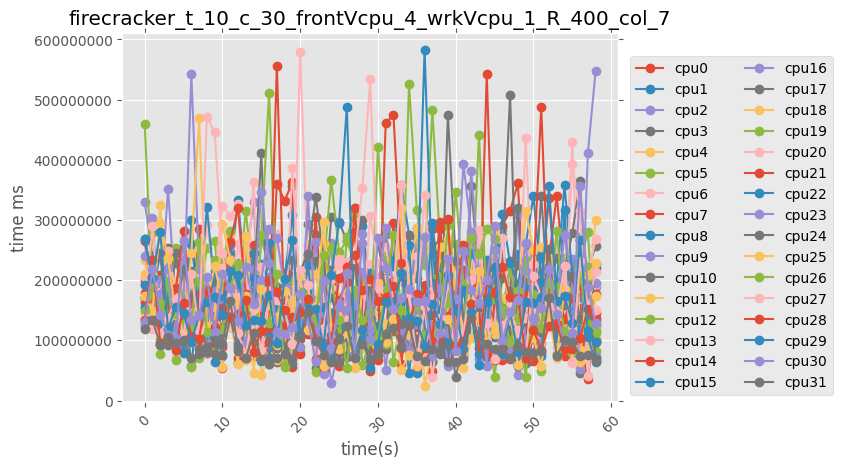 firecracker_t_10_c_30_frontVcpu_4_wrkVcpu_1_R_400_col_7
time ms
600000000
500000000
400000000
300000000
200000000
100000000
0
0
10
20
30
40
50
60
time(s)
cpu0
cpu1
cpu2
cpu3
cpu4
cpu5
cpu6
cpu7
cpu8
cpu9
cpu10
cpu11
cpu12
cpu13
cpu14
cpu15
cpu16
cpu17
cpu18
cpu19
cpu20
cpu21
cpu22
cpu23
cpu24
cpu25
cpu26
cpu27
cpu28
cpu29
cpu30
cpu31